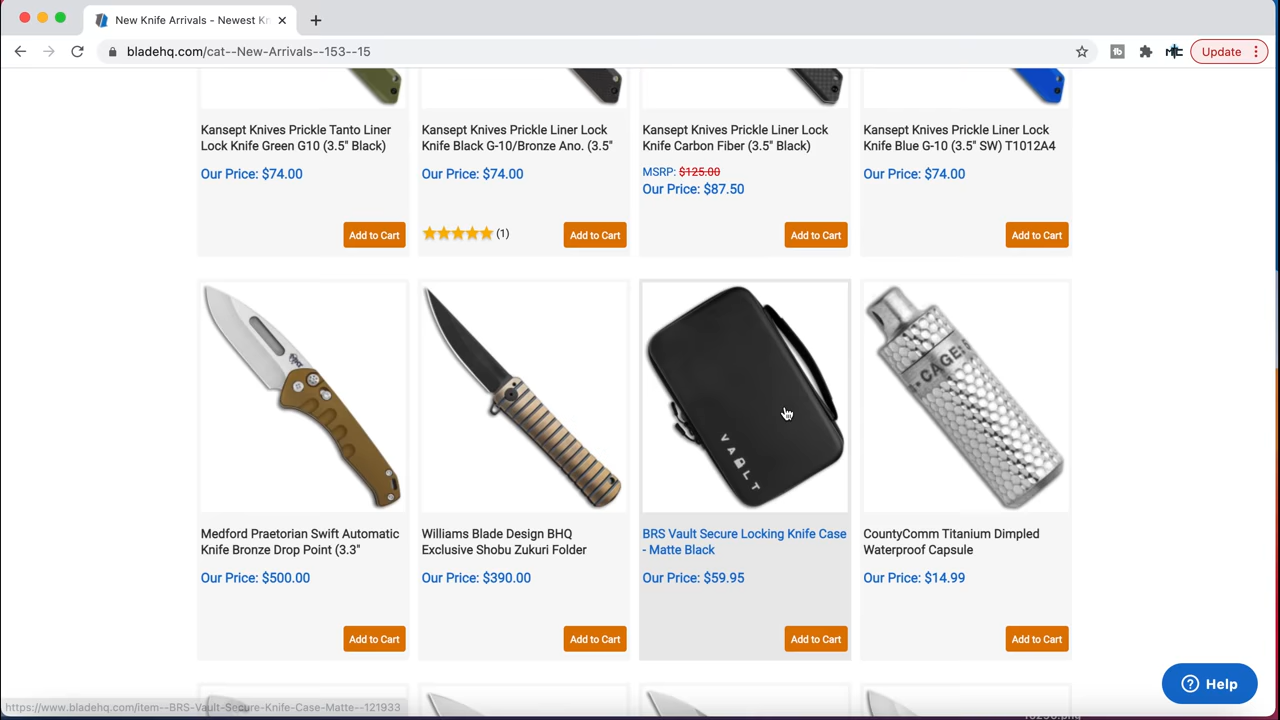 New Knife Arrivals - Newest Kn
bladehq.com/cat--New-Arrivals--153--15
Update
Kansept Knives Prickle Tanto Liner
Lock Knife Green G10 (3.5" Black)
Our Price: $74.00
Add to Cart
Kansept Knives Prickle Liner Lock
Knife Black G-10/Bronze Ano. (3.5"
Our Price: $74.00
(1)
Add to Cart
Kansept Knives Prickle Liner Lock
Knife Carbon Fiber (3.5" Black)
MSRP: $125.00
Our Price: $87.50
Add to Cart
Kansept Knives Prickle Liner Lock
Knife Blue G-10 (3.5" SW) T1012A4
Our Price: $74.00
Add to Cart
Medford Praetorian Swift Automatic
Knife Bronze Drop Point (3.3"
Our Price: $500.00
Add to Cart
Williams Blade Design BHQ
Exclusive Shobu Zukuri Folder
Our Price: $390.00
Add to Cart
VAULT
BRS Vault Secure Locking Knife Case
- Matte Black
Our Price: $59.95
Add to Cart
-CAGE:
CountyComm Titanium Dimpled
Waterproof Capsule
Our Price: $14.99
Add to Cart
Help
https://www.bladehq.com/item--BRS-Vault-Secure-Knife-Case-Matte--121933